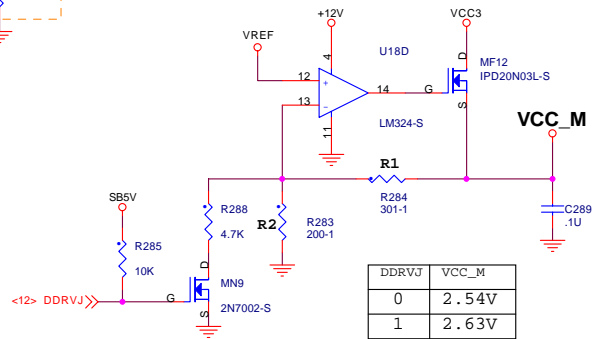 +12V
VCC3
VREF
U18D
MF12
IPD20N03L-S
4
D
12
+
14
G
13
-
S
11
LM324-S
VCC_M
R1
R284
301-1
SB5V
R288
4.7K
R2
R283
200-1
C289
.1U
R285
10K
D
MN9
<12> DDRVJ
G
2N7002-S
S
DDRVJ VCC_M
0 2.54V
1 2.63V